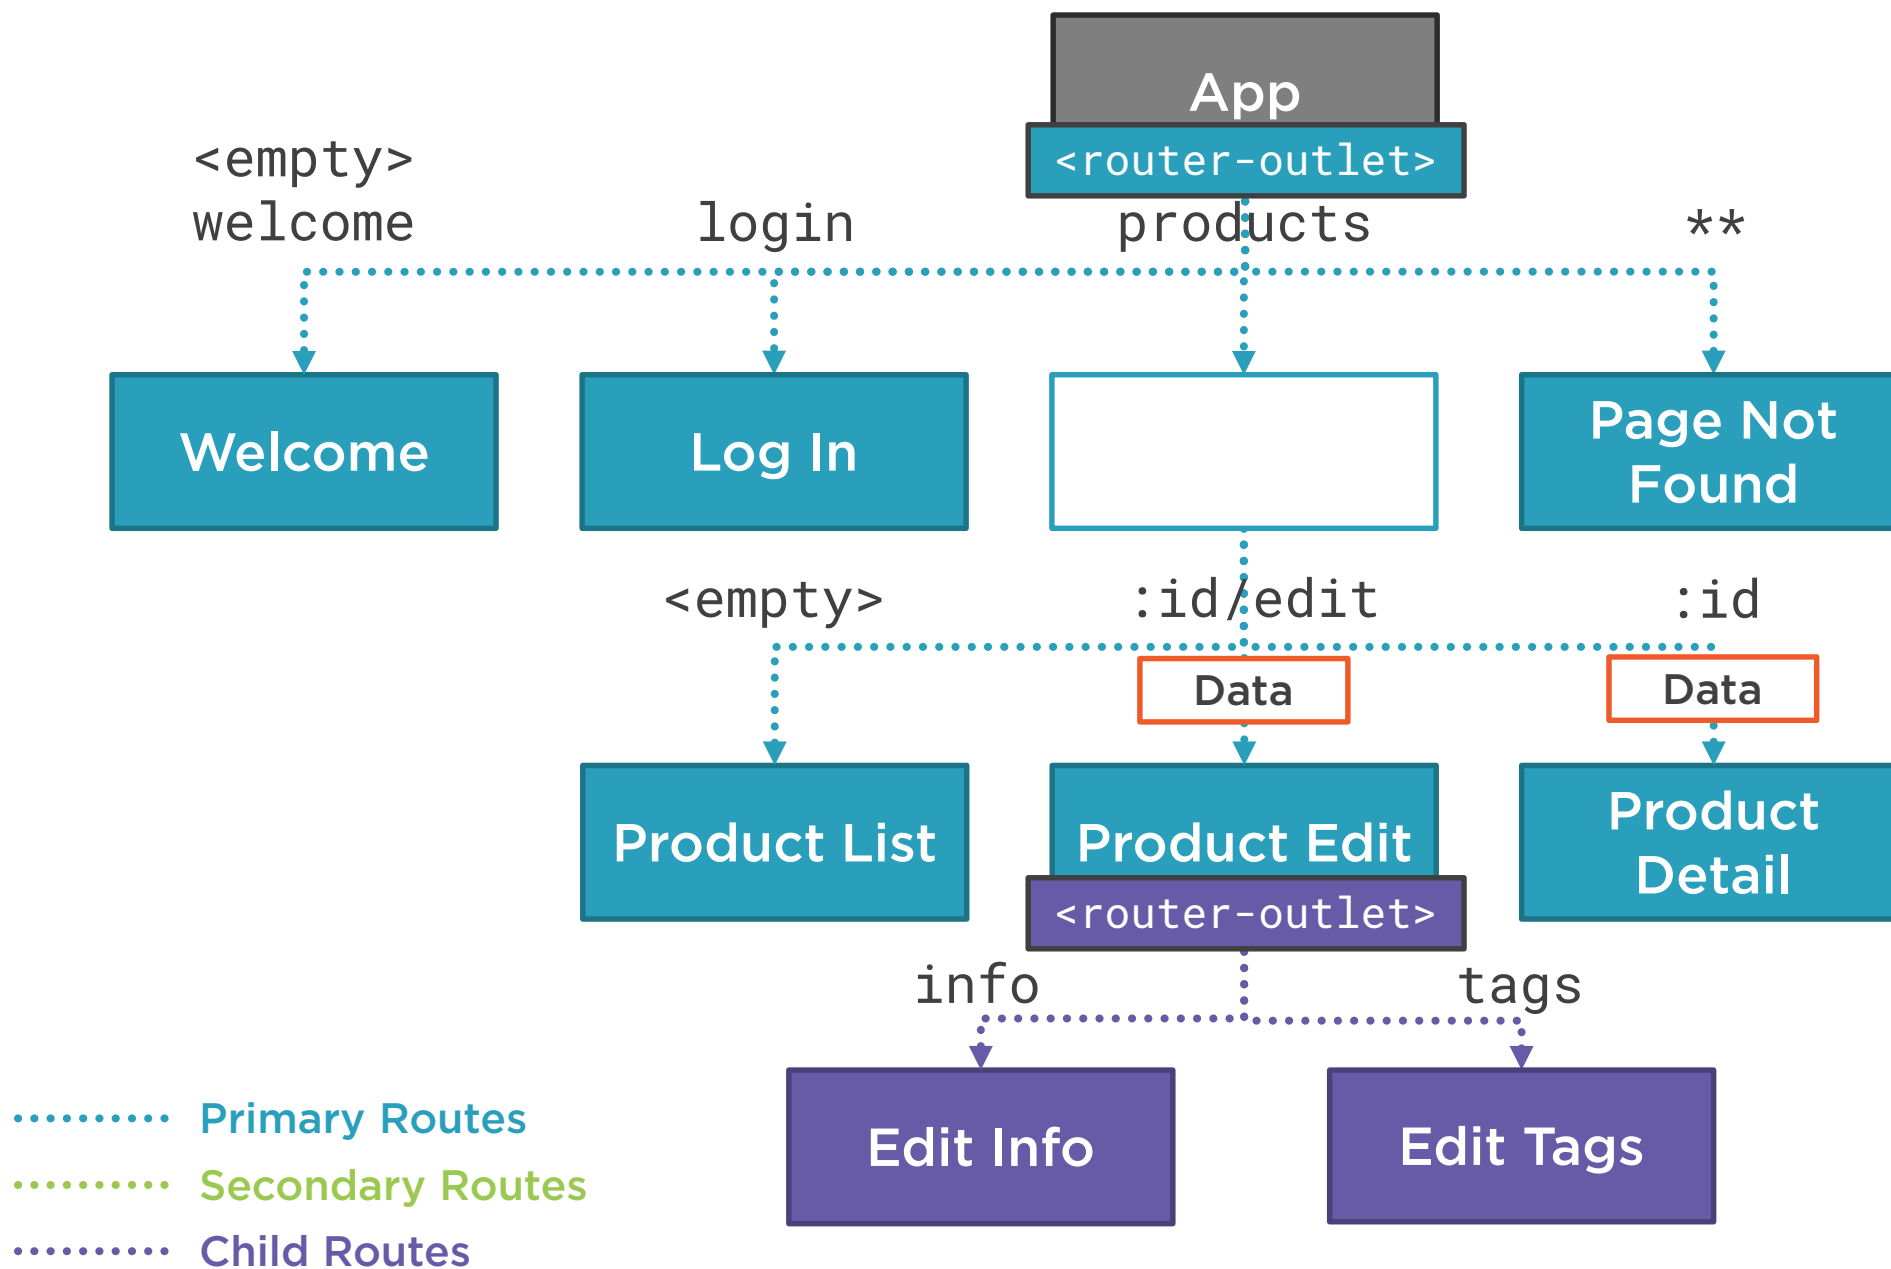 App
<router-outlet>
<empty>
welcome
login
products
**
Welcome
Log In
Page Not
Found
<empty>
:id/edit
:id
Data
Data
Product List
Product Edit
Product
Detail
<router-outlet>
info
tags
Edit Info
Edit Tags
Primary Routes
Secondary Routes
Child Routes